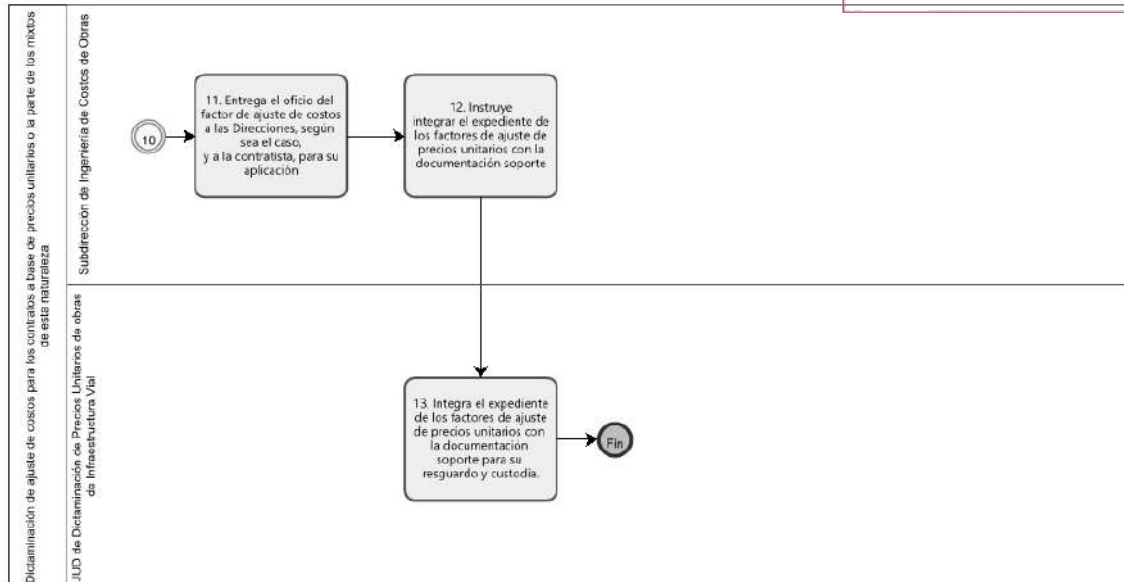 Dictaminación de ajuste de costos para los contratos a base de precios unitarios o la parte de los mixtos
de esta naturaleza
Subdirección de Ingeniería de Costos de Obras
10
11. Entrega el oficio del
factor de ajuste de costos
a las Direcciones, según
sea el caso,
y a la contratista, para su
aplicación
12. Instruye
integrar el expediente de
los factores de ajuste de
precios unitarios con la
documentación soporte
JUD de Dictaminación de Precios Unitarios de obras
de Infraestructura Vial
13. Integra el expediente
de los factores de ajuste
de precios unitarios con
la documentación
soporte para su
resguardo y custodia.
Fin